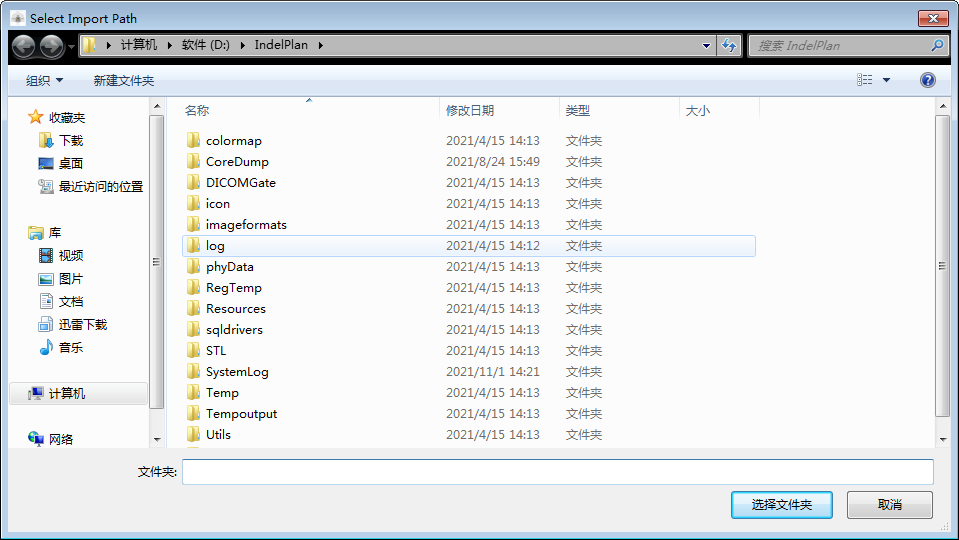 Select Import Path
计算机 软件 (D:) IndelPlan
搜索 IndelPlan
组织 新建文件夹
收藏夹
下载
桌面
最近访问的位置
库
视频
图片
文档
迅雷下载
音乐
计算机
网络
名称 修改日期 类型 大小
colormap 2021/4/15 14:13 文件夹
CoreDump 2021/8/24 15:49 文件夹
DICOMGate 2021/4/15 14:13 文件夹
icon 2021/4/15 14:13 文件夹
imageformats 2021/4/15 14:13 文件夹
log 2021/4/15 14:12 文件夹
phyData 2021/4/15 14:13 文件夹
RegTemp 2021/4/15 14:13 文件夹
Resources 2021/4/15 14:13 文件夹
sqldrivers 2021/4/15 14:13 文件夹
STL 2021/4/15 14:13 文件夹
SystemLog 2021/11/1 14:21 文件夹
Temp 2021/4/15 14:13 文件夹
Tempoutput 2021/4/15 14:13 文件夹
Utils 2021/4/15 14:13 文件夹
文件夹:
选择文件夹 取消